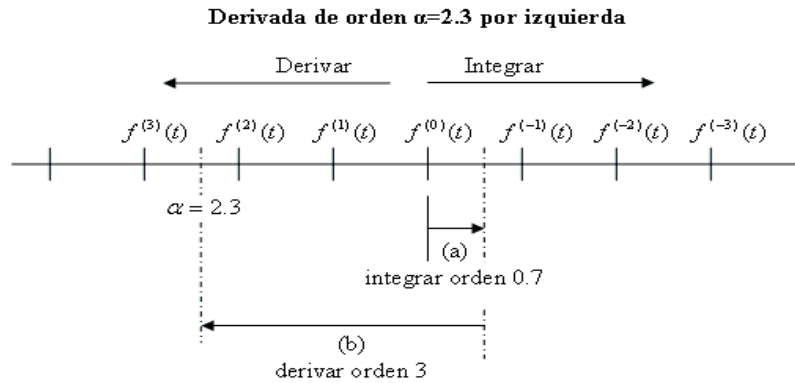 Derivada de orden α=2.3 por izquierda
Derivar Integrar
f^(3)(t) f^(2)(t) f^(1)(t) f^(0)(t) f^(-1)(t) f^(-2)(t) f^(-3)(t)
α = 2.3
(a)
integrar orden 0.7
(b)
derivar orden 3